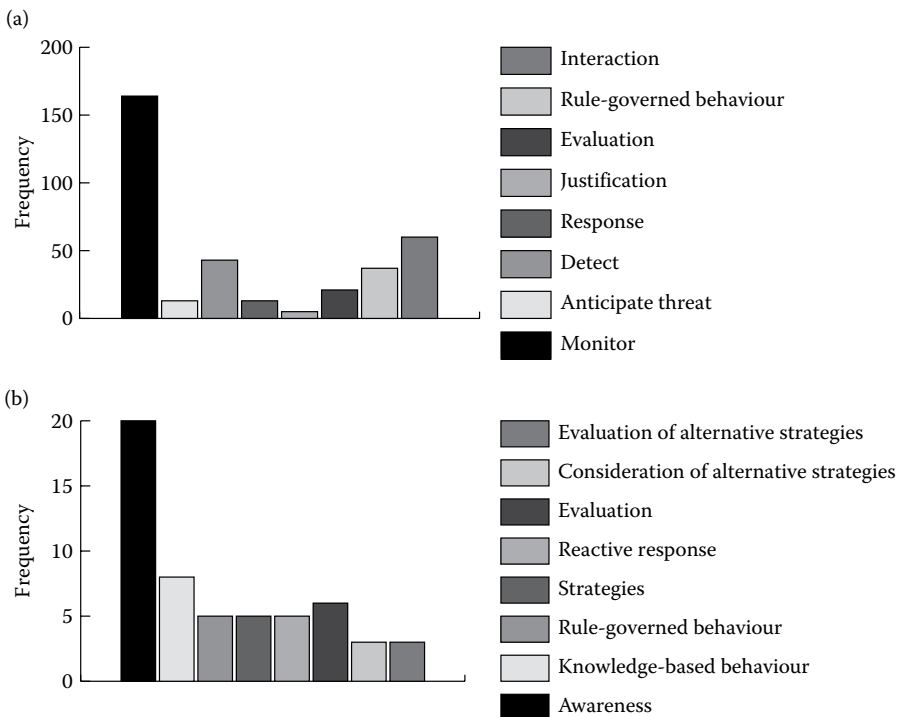 (a)
200
150
100
50
0
Frequency
Interaction
Rule-governed behaviour
Evaluation
Justification
Response
Detect
Anticipate threat
Monitor
(b)
20
15
10
5
0
Frequency
Evaluation of alternative strategies
Consideration of alternative strategies
Evaluation
Reactive response
Strategies
Rule-governed behaviour
Knowledge-based behaviour
Awareness